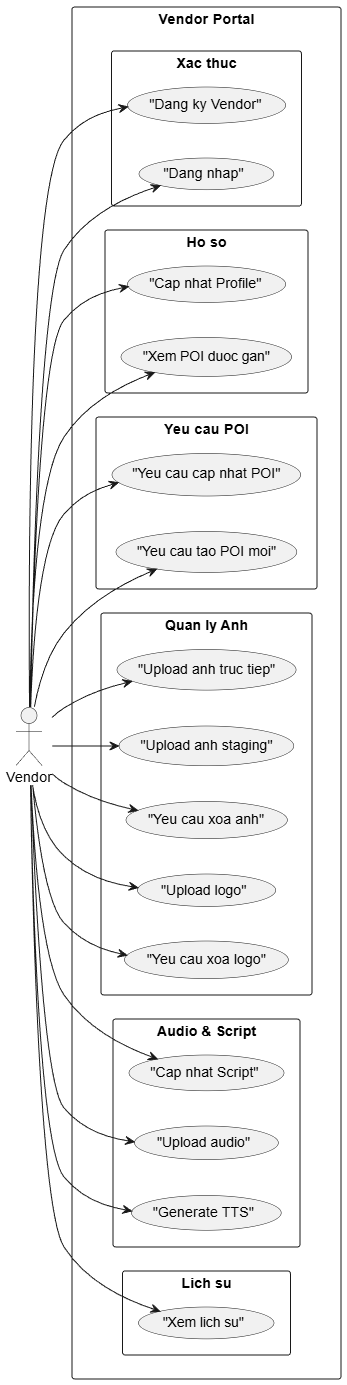 Vendor Portal
Xac thuc
"Dang ky Vendor"
"Dang nhap"
Ho so
"Cap nhat Profile"
"Xem POI duoc gan"
Yeu cau POI
"Yeu cau cap nhat POI"
"Yeu cau tao POI moi"
Quan ly Anh
"Upload anh truc tiep"
"Upload anh staging"
Vendor
"Yeu cau xoa anh"
"Upload logo"
"Yeu cau xoa logo"
Audio & Script
"Cap nhat Script"
"Upload audio"
"Generate TTS"
Lich su
"Xem lich su"